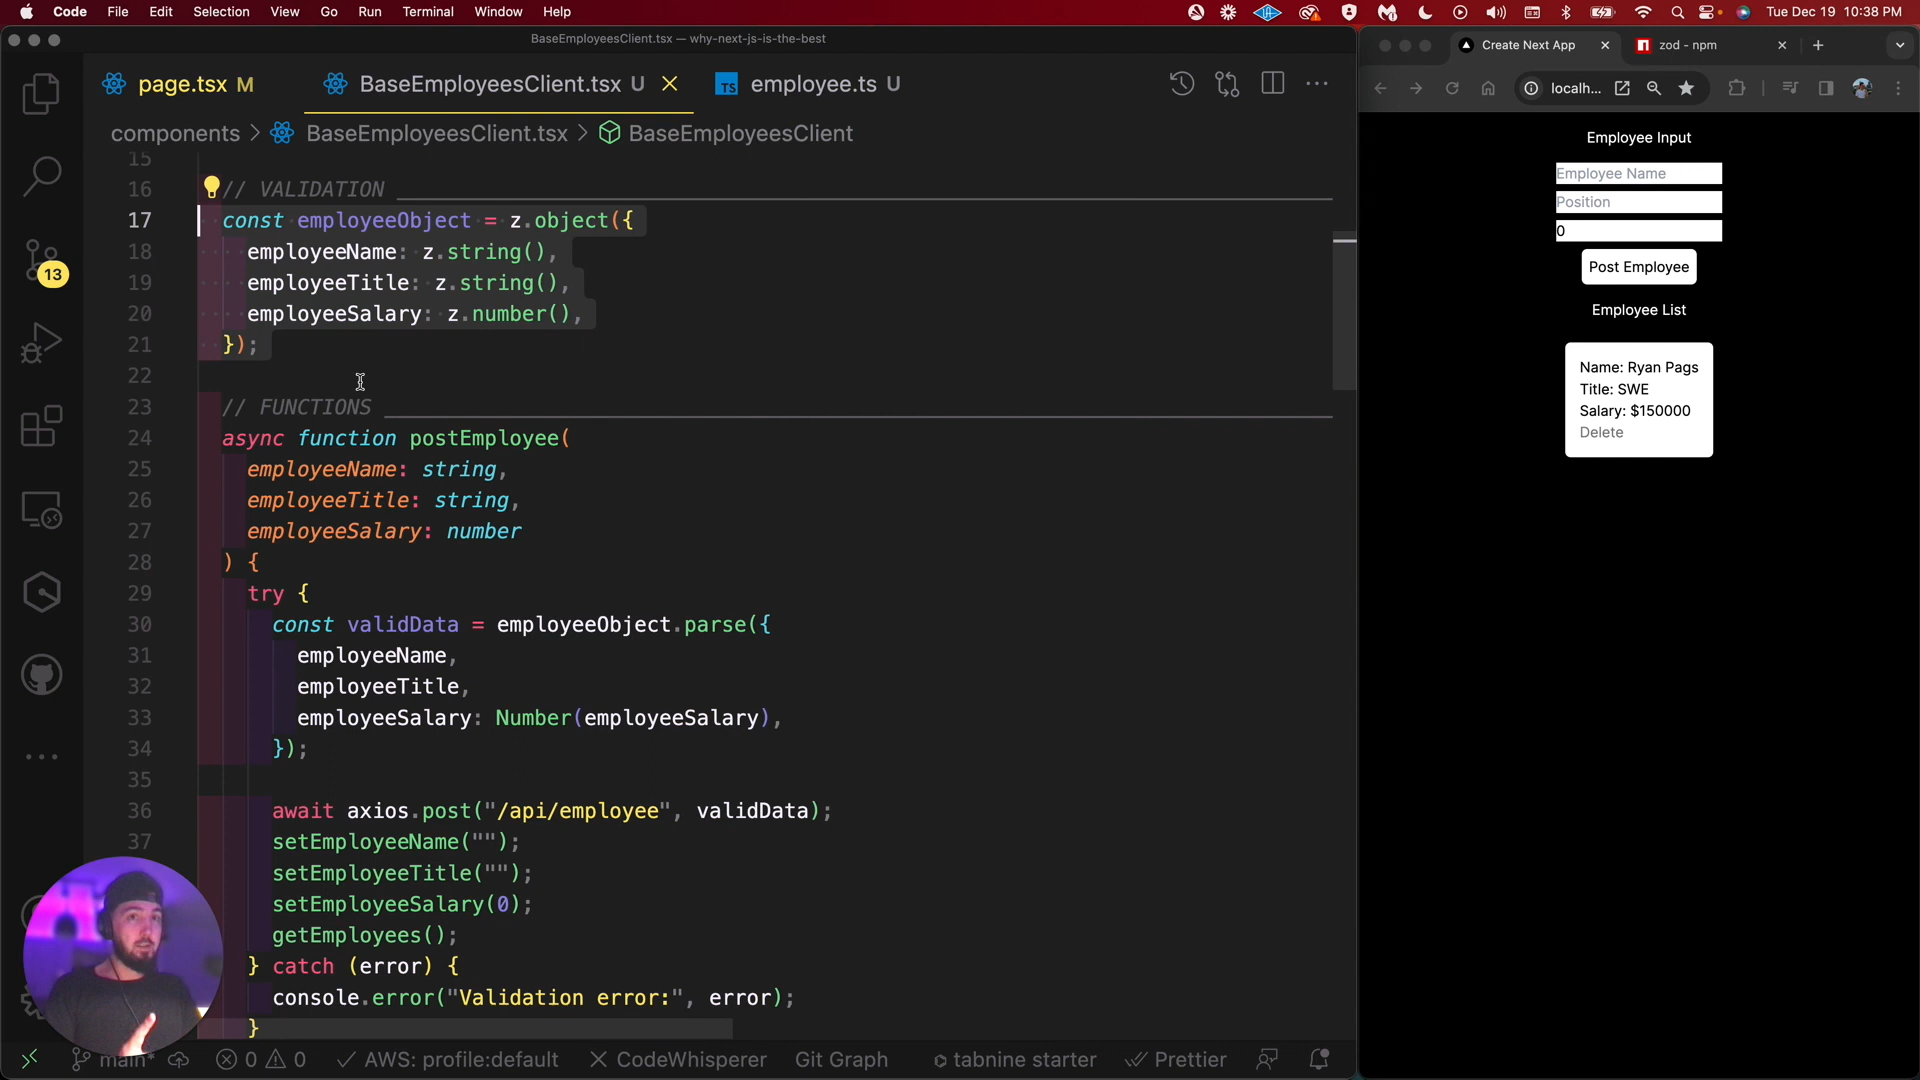 Code File Edit Selection View Go Run Terminal Window Help
Tue Dec 19 10:38 PM
BaseEmployeesClient.tsx — why-next-js-is-the-best
page.tsx M
BaseEmployeesClient.tsx U
TS employee.ts U
components > BaseEmployeesClient.tsx > BaseEmployeesClient
15
16 // VALIDATION
17 const employeeObject = z.object({
18 employeeName: z.string(),
19 employeeTitle: z.string(),
20 employeeSalary: z.number(),
21 });
22
23 // FUNCTIONS
24 async function postEmployee(
25 employeeName: string,
26 employeeTitle: string,
27 employeeSalary: number
28 ) {
29 try {
30 const validData = employeeObject.parse({
31 employeeName,
32 employeeTitle,
33 employeeSalary: Number(employeeSalary),
34 });
35
36 await axios.post("/api/employee", validData);
37 setEmployeeName("");
setEmployeeTitle("");
setEmployeeSalary(0);
getEmployees();
} catch (error) {
console.error("Validation error:", error);
}
13
main* 0 0 AWS: profile:default CodeWhisperer Git Graph tabnine starter Prettier
Create Next App
zod - npm
localh...
Employee Input
Employee Name
Position
0
Post Employee
Employee List
Name: Ryan Pags
Title: SWE
Salary: $150000
Delete